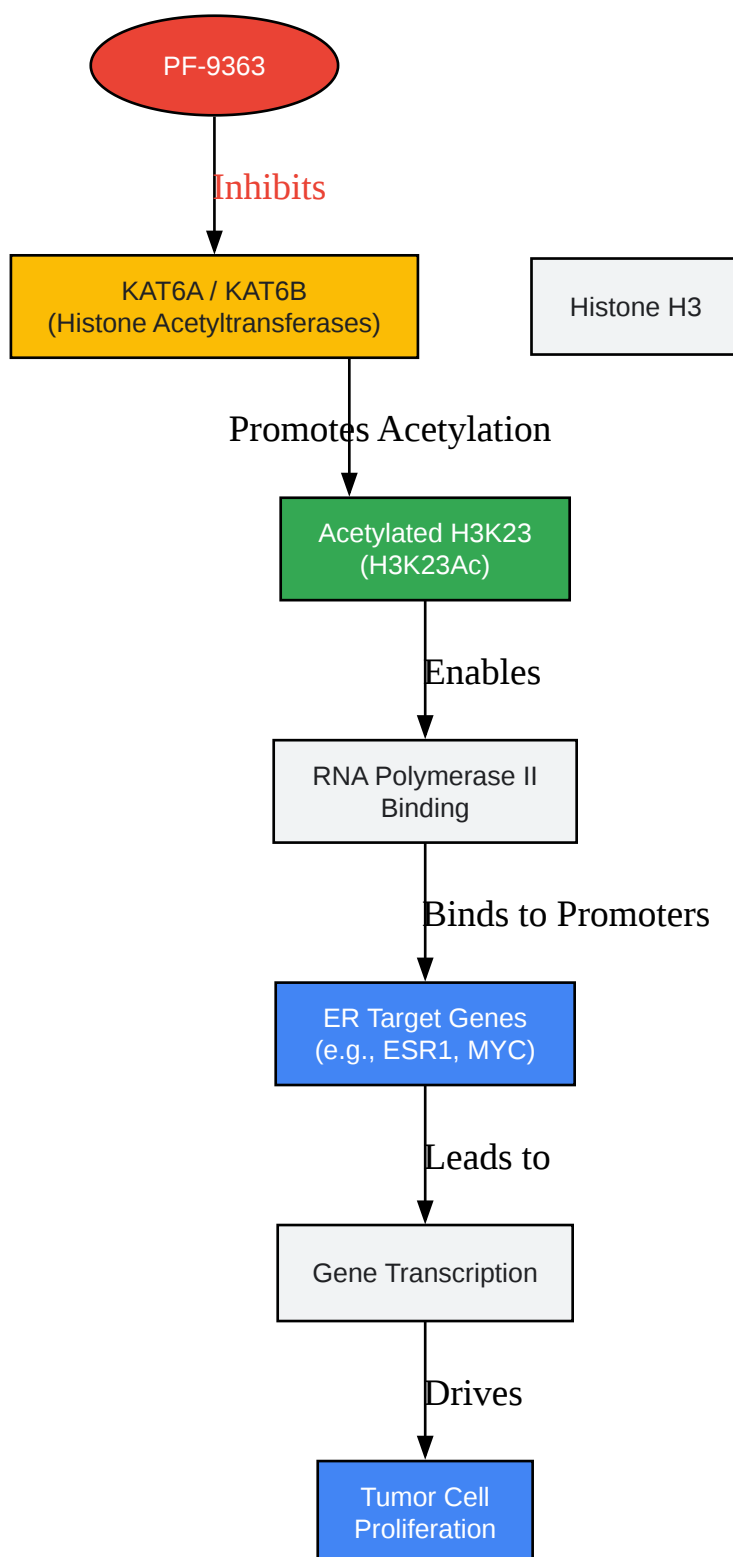 PF-9363
Inhibits
KAT6A / KAT6B
(Histone Acetyltransferases)
Histone H3
Promotes Acetylation
Acetylated H3K23
(H3K23Ac)
Enables
RNA Polymerase II
Binding
Binds to Promoters
ER Target Genes
(e.g., ESR1, MYC)
Leads to
Gene Transcription
Drives
Tumor Cell
Proliferation